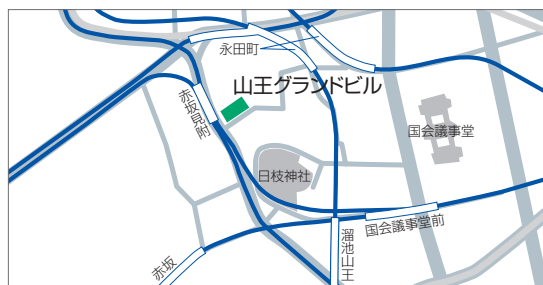 永田町
山王グランドビル
赤坂見附
国会議事堂
日枝神社
国会議事堂前
溜池山王
赤坂